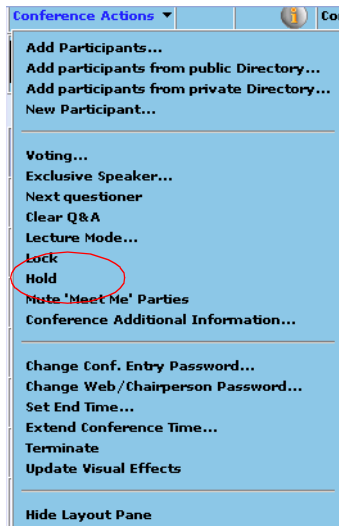 Conference Actions
Co
Add Participants...
Add participants from public Directory...
Add participants from private Directory...
New Participant...
Voting...
Exclusive Speaker...
Next questioner
Clear Q&A
Lecture Mode...
Lock
Hold
Mute 'Meet Me' Parties
Conference Additional Information...
Change Conf. Entry Password...
Change Web/Chairperson Password...
Set End Time...
Extend Conference Time...
Terminate
Update Visual Effects
Hide Layout Pane